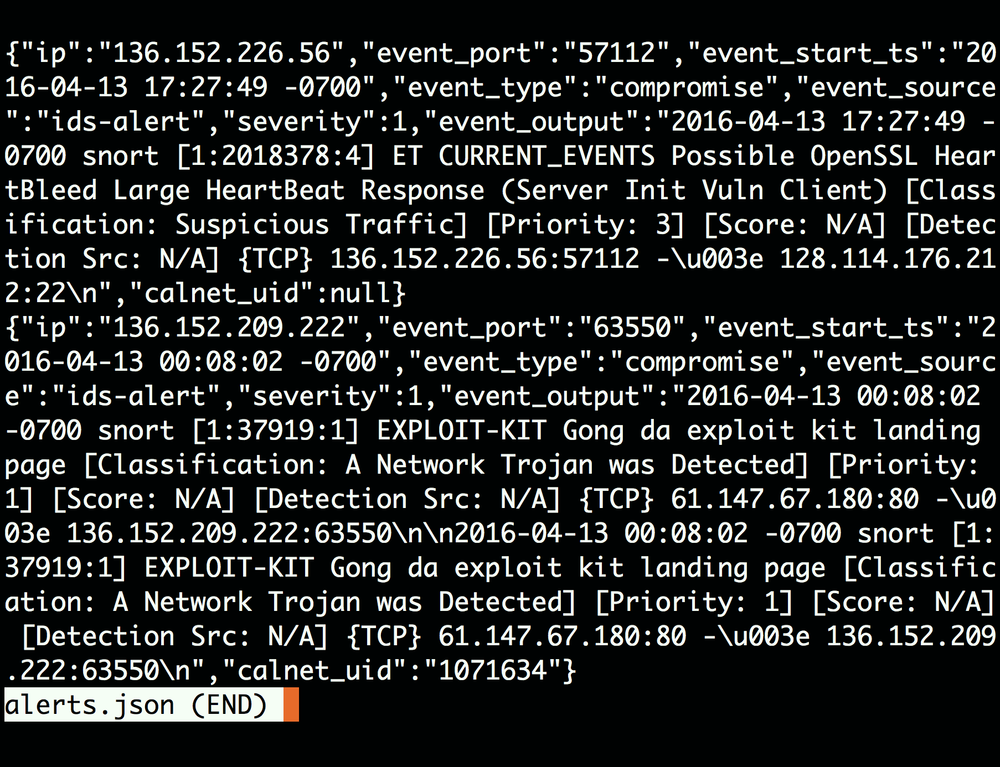 {"ip":"136.152.226.56","event_port":"57112","event_start_ts":"20
16-04-13 17:27:49 -0700","event_type":"compromise","event_source
":"ids-alert","severity":1,"event_output":"2016-04-13 17:27:49 -
0700 snort [1:2018378:4] ET CURRENT_EVENTS Possible OpenSSL Hear
tBleed Large HeartBeat Response (Server Init Vuln Client) [Class
ification: Suspicious Traffic] [Priority: 3] [Score: N/A] [Detec
tion Src: N/A] {TCP} 136.152.226.56:57112 -\u003e 128.114.176.21
2:22\n","calnet_uid":null}
{"ip":"136.152.209.222","event_port":"63550","event_start_ts":"2
016-04-13 00:08:02 -0700","event_type":"compromise","event_sourc
e":"ids-alert","severity":1,"event_output":"2016-04-13 00:08:02
-0700 snort [1:37919:1] EXPLOIT-KIT Gong da exploit kit landing
page [Classification: A Network Trojan was Detected] [Priority:
1] [Score: N/A] [Detection Src: N/A] {TCP} 61.147.67.180:80 -\u0
03e 136.152.209.222:63550\n\n2016-04-13 00:08:02 -0700 snort [1:
37919:1] EXPLOIT-KIT Gong da exploit kit landing page [Classific
ation: A Network Trojan was Detected] [Priority: 1] [Score: N/A]
 [Detection Src: N/A] {TCP} 61.147.67.180:80 -\u003e 136.152.209
.222:63550\n","calnet_uid":"1071634"}
alerts.json (END)